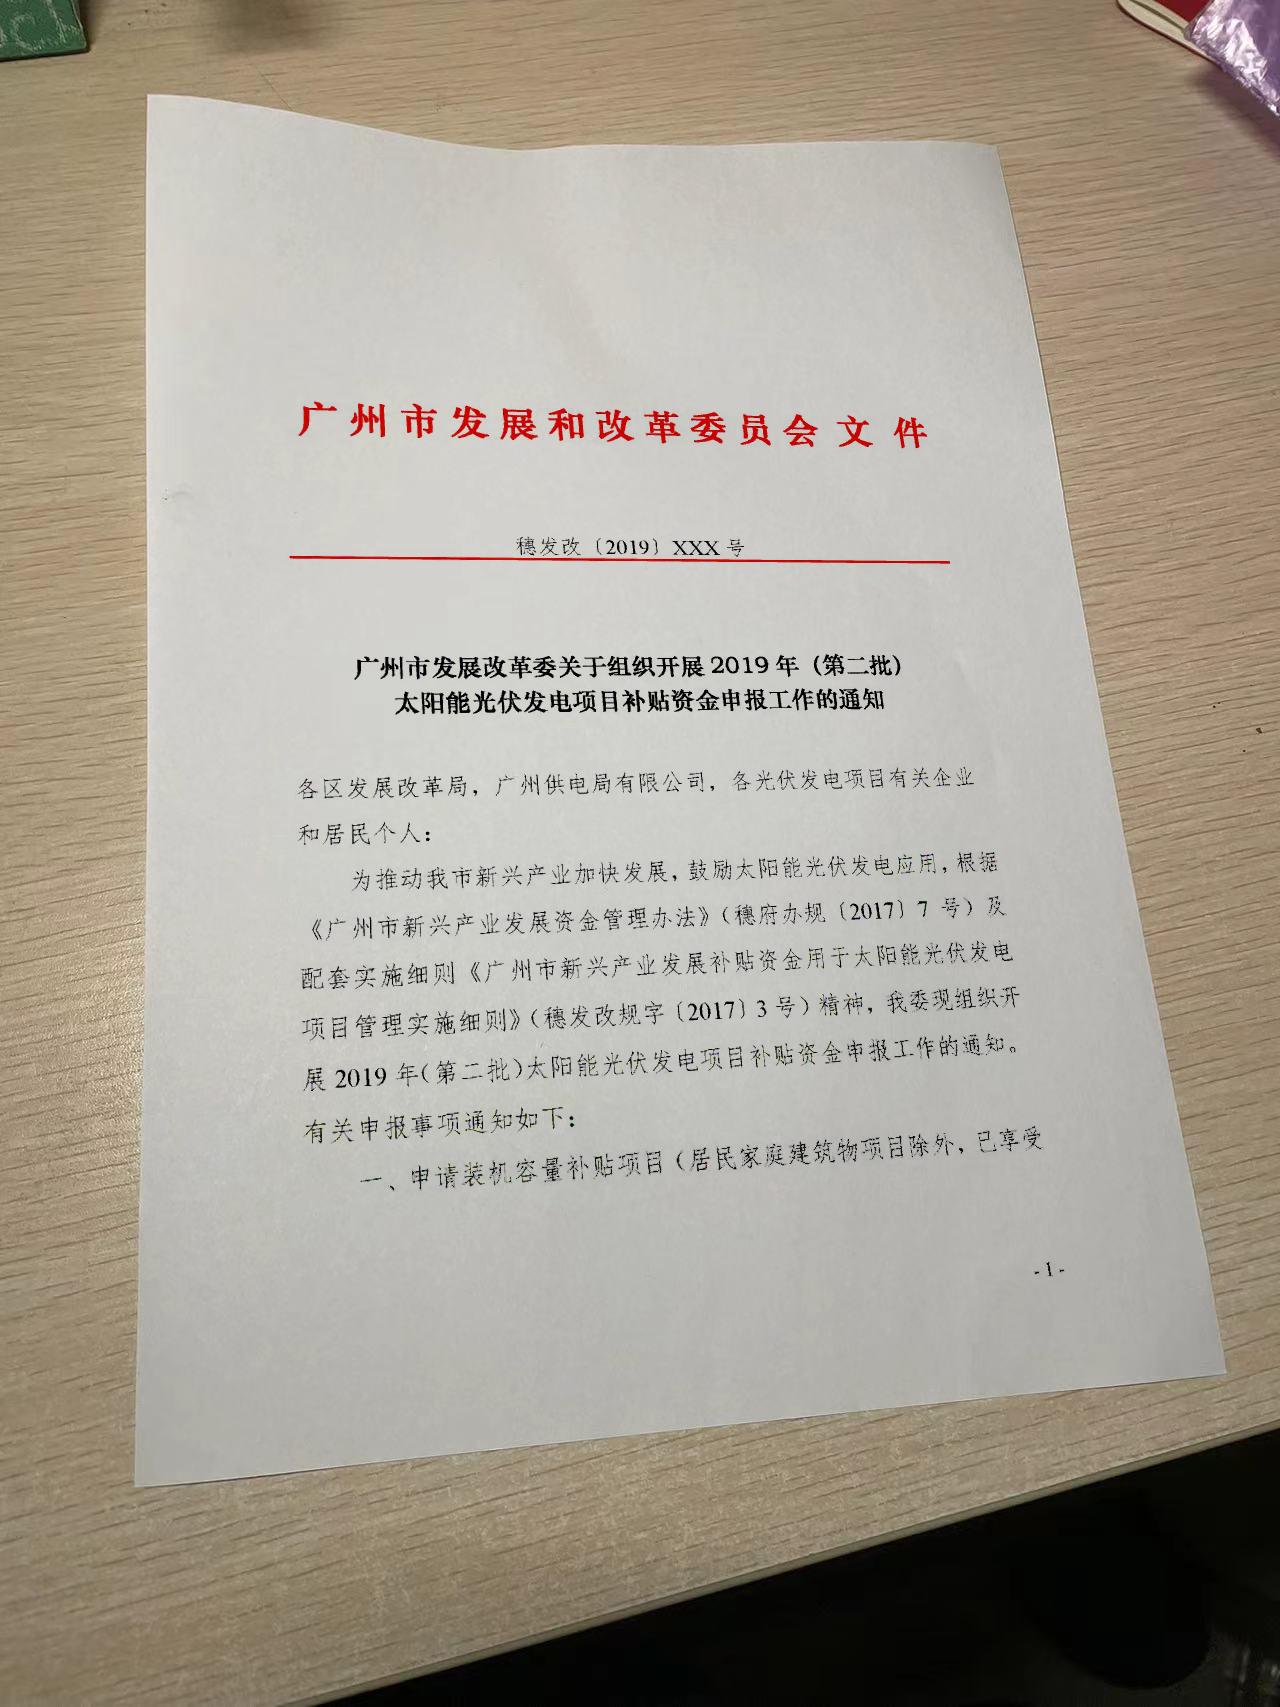 广州市发展和改革委员会文件
穗发改〔2019〕XXX 号
广州市发展改革委关于组织开展 2019 年（第二批）
太阳能光伏发电项目补贴资金申报工作的通知
各区发展改革局，广州供电局有限公司，各光伏发电项目有关企业
和居民个人：
为推动我市新兴产业加快发展，鼓励太阳能光伏发电应用，根据
《广州市新兴产业发展资金管理办法》（穗府办规〔2017〕7 号）及
配套实施细则《广州市新兴产业发展补贴资金用于太阳能光伏发电
项目管理实施细则》（穗发改规字〔2017〕3 号）精神，我委现组织开
展 2019 年（第二批）太阳能光伏发电项目补贴资金申报工作的通知。
有关申报事项通知如下：
一、申请装机容量补贴项目（居民家庭建筑物项目除外，已享受
- 1 -